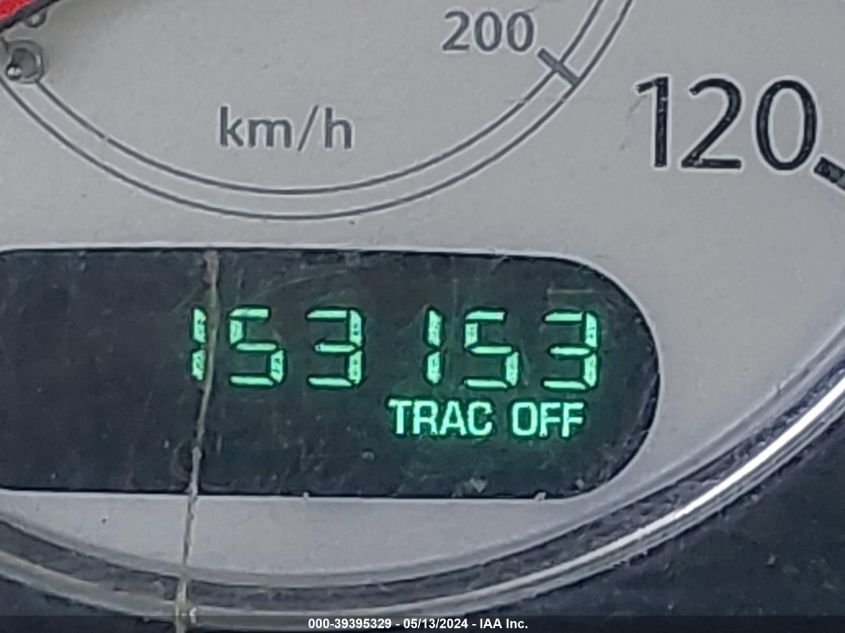 200
km/h
120
153153
TRAC OFF
000-39395329 - 05/13/2024 - IAA Inc.